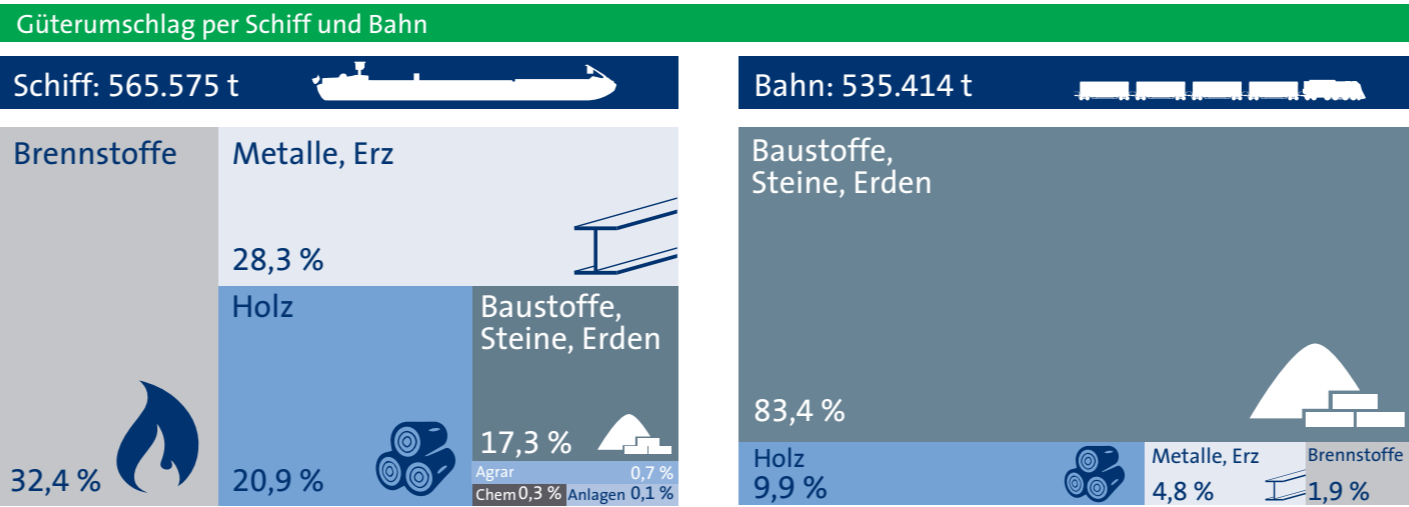 Güterumschlag per Schiff und Bahn
Schiff: 565.575 t
Brennstoffe
32,4 %
Metalle, Erz
28,3 %
Holz
20,9 %
Baustoffe,
Steine, Erden
17,3 %
Agrar 0,7 %
Chem 0,3 % Anlagen 0,1 %
Bahn: 535.414 t
Baustoffe,
Steine, Erden
83,4 %
Holz
9,9 %
Metalle, Erz
4,8 %
Brennstoffe
1,9 %